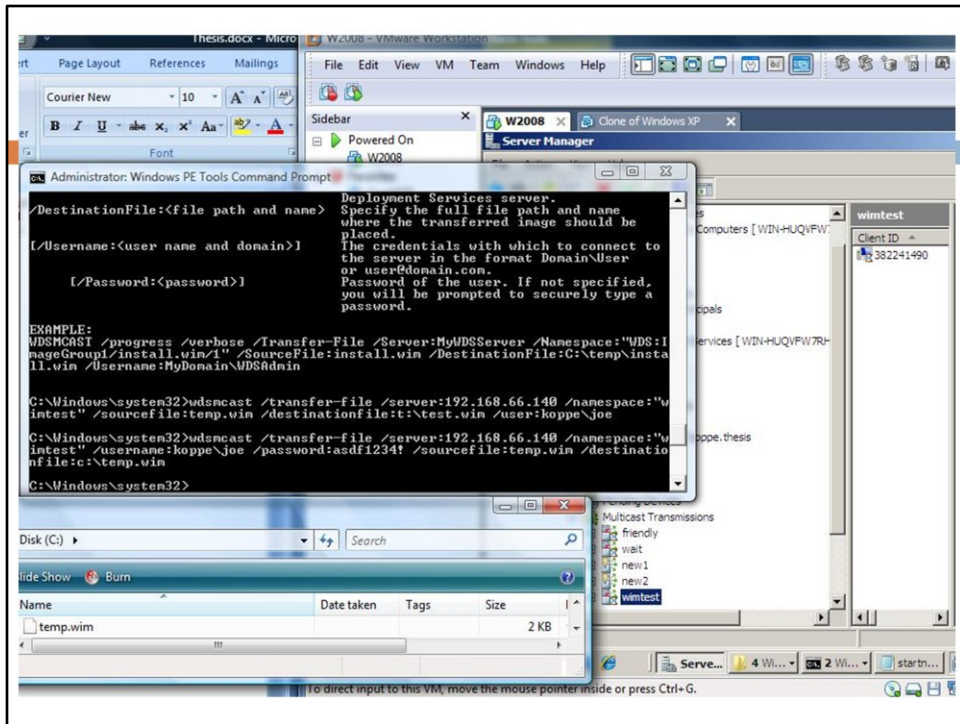 Thesis.docx - Micro
Page Layout References Mailings
Courier New 10
B I U abe
Font
W2008 - VMware Workstation
File Edit View VM Team Windows Help
Sidebar
Powered On
W2008
W2008 Clone of Windows XP
Server Manager
Computers [ WIN-HUQVFW7
ervices [ WIN-HUQVFW7RH
oppe.thesis
Multicast Transmissions
friendly
wait
new1
new2
wimtest
wimtest
Client ID
382241490
Administrator: Windows PE Tools Command Prompt
Deployment Services server.
/DestinationFile:<file path and name> Specify the full file path and name
where the transferred image should be
placed.
[/Username:<user name and domain>] The credentials with which to connect to
the server in the format Domain\User
or user@domain.com.
[/Password:<password>] Password of the user. If not specified,
you will be prompted to securely type a
password.
EXAMPLE:
WDSMCAST /progress /verbose /Transfer-File /Server:MyWDSServer /Namespace:"WDS:I
mageGroup1/install.wim/1" /SourceFile:install.wim /DestinationFile:C:\temp\insta
ll.wim /Username:MyDomain\WDSAdmin
C:\Windows\system32>wdsmcast /transfer-file /server:192.168.66.140 /namespace:"w
imtest" /sourcefile:temp.wim /destinationfile:t:\test.wim /user:koppe\joe
C:\Windows\system32>wdsmcast /transfer-file /server:192.168.66.140 /namespace:"w
imtest" /username:koppe\joe /password:asdf1234! /sourcefile:temp.wim /destinatio
nfile:c:\temp.wim
C:\Windows\system32>
Disk (C:) Search
lide Show Burn
Name Date taken Tags Size
temp.wim 2 KB
Serve... 4 Wi... 2 Wi... startn...
To direct input to this VM, move the mouse pointer inside or press Ctrl+G.